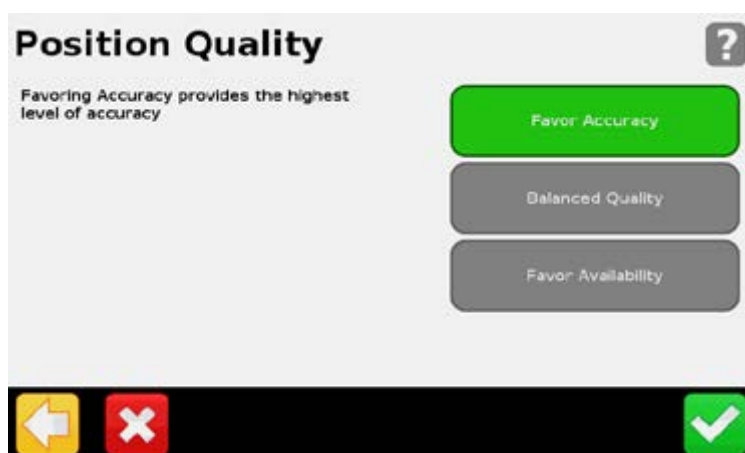 Position Quality
?
Favoring Accuracy provides the highest
level of accuracy
Favor Accuracy
Balanced Quality
Favor Availability